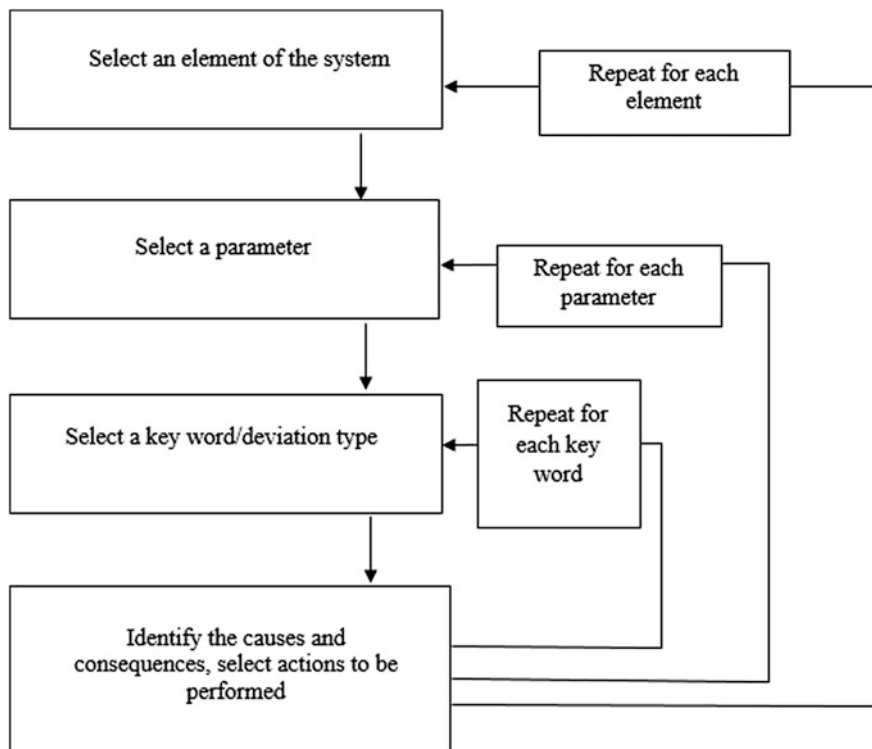 Select an element of the system
Repeat for each
element
Select a parameter
Repeat for each
parameter
Select a key word/deviation type
Repeat for
each key
word
Identify the causes and
consequences, select actions to be
performed